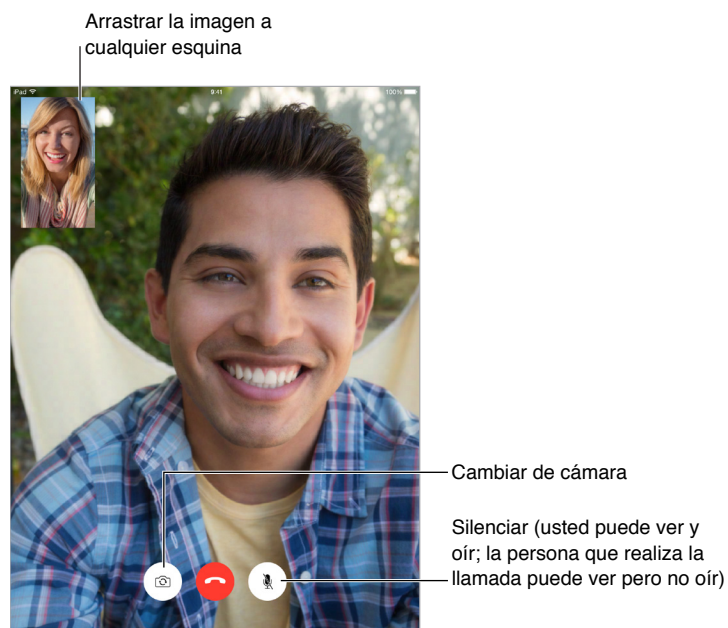 Arrastrar la imagen a
cualquier esquina
iPad 9:41 100%
Cambiar de cámara
Silenciar (usted puede ver y
oír; la persona que realiza la
llamada puede ver pero no oír)